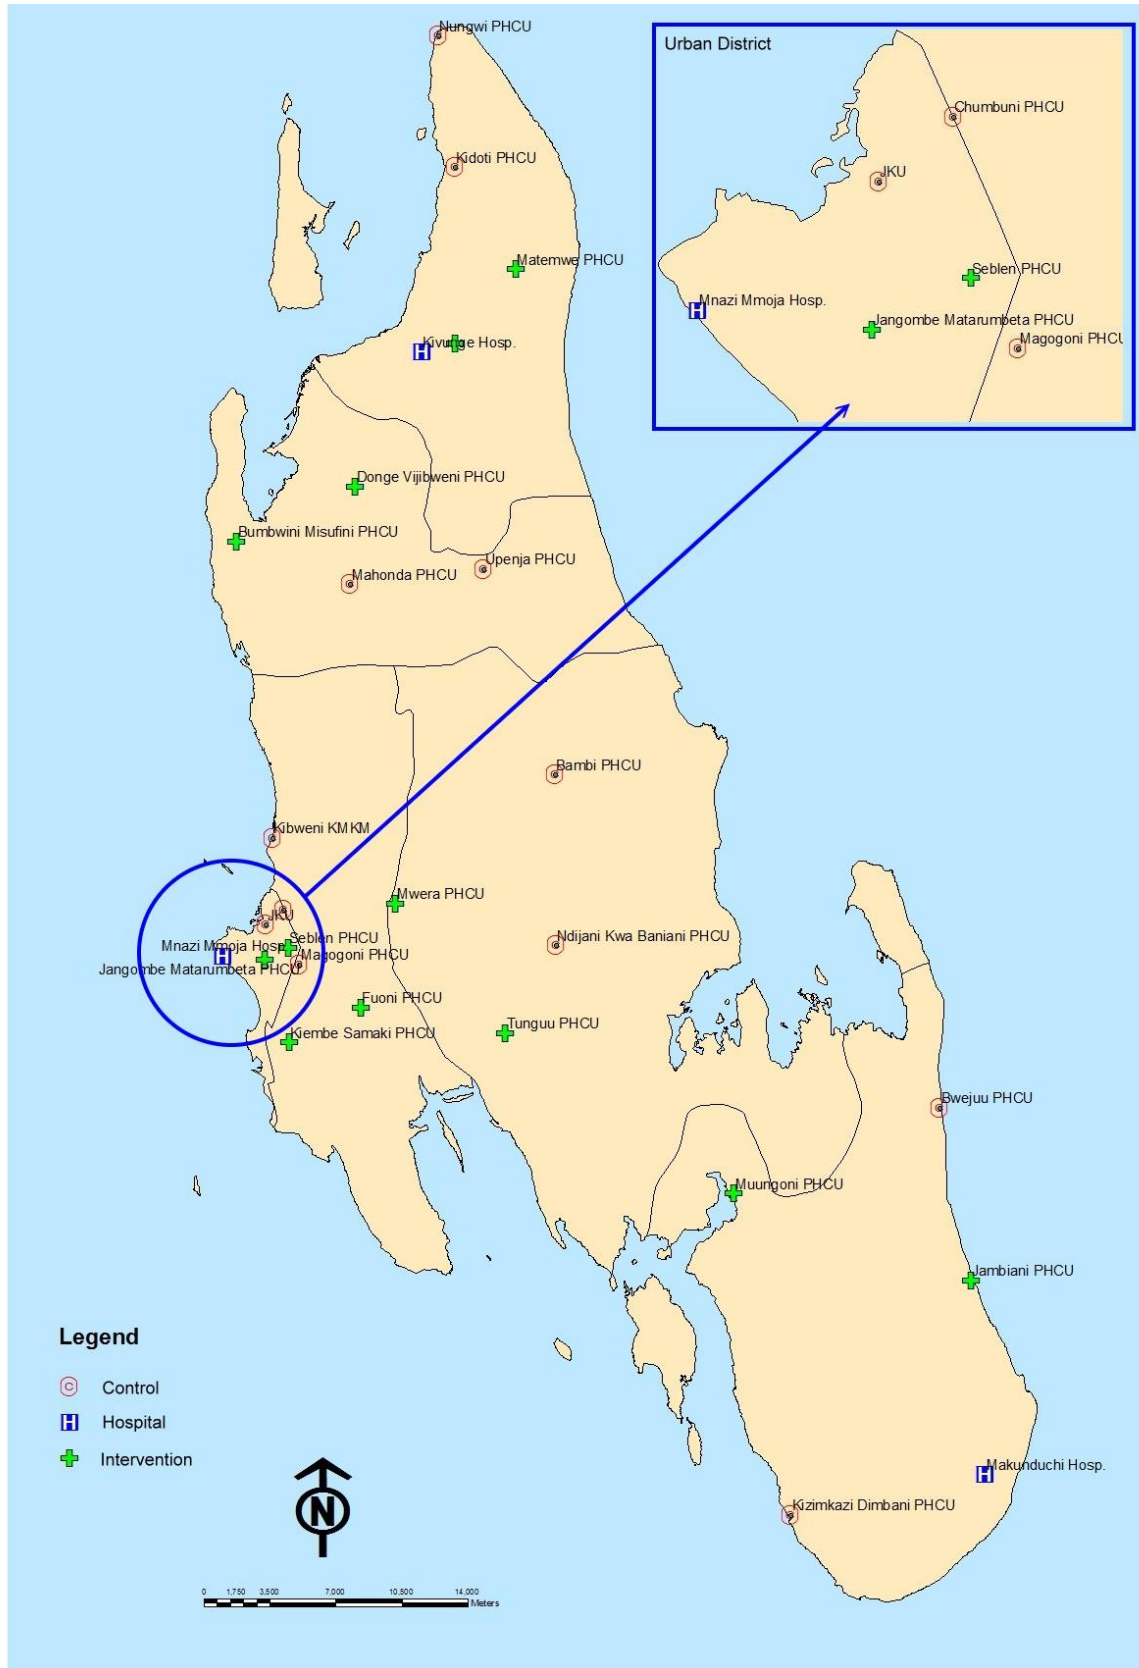 Nungwi PHCU
Urban District
Chumbuni PHCU
Kidoti PHCU
JKU
Matemwe PHCU
Seblen PHCU
Mnazi Mmoja Hosp.
Jangombe Matarumbeta PHCU
Kivunge Hosp.
Magogoni PHCU
Donge Vijibweni PHCU
Bumbwini Misufini PHCU
Upenja PHCU
Mahonda PHCU
Bambi PHCU
Kibweni KMKM
Mwera PHCU
JKU
Seblen PHCU
Ndijani Kwa Baniani PHCU
Mnazi Mmoja Hosp.
Magogoni PHCU
Jangombe Matarumbeta PHCU
Fuoni PHCU
Tunguu PHCU
Kiembe Samaki PHCU
Bwejuu PHCU
Muungoni PHCU
Jambiani PHCU
Legend
C Control
H Hospital
Intervention
Makunduchi Hosp.
Kizimkazi Dimbani PHCU
N
0 1,750 3,500 7,000 10,500 14,000
Meters